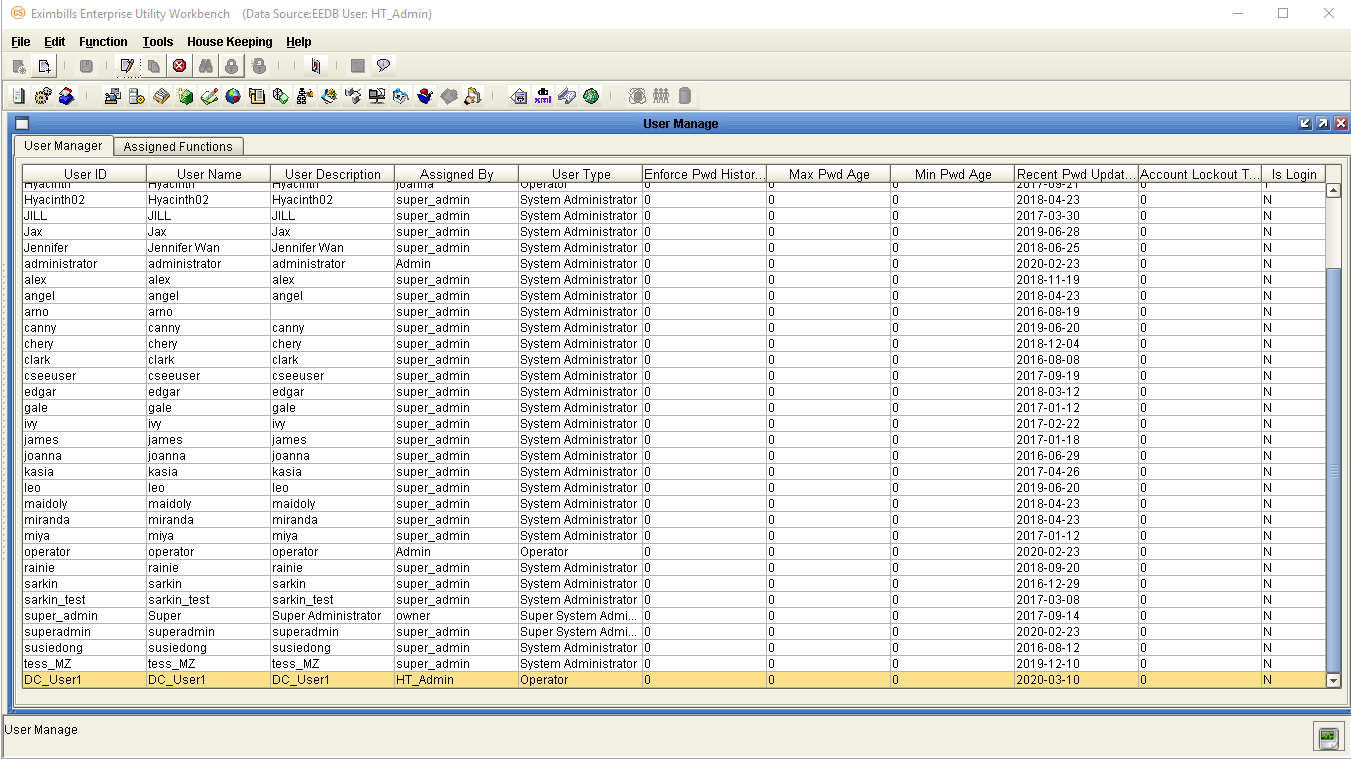 CS Eximbills Enterprise Utility Workbench (Data Source:EEDB User: HT_Admin)
File Edit Function Tools House Keeping Help
db
xml
User Manage
User Manager Assigned Functions
User ID User Name User Description Assigned By User Type Enforce Pwd Histor... Max Pwd Age Min Pwd Age Recent Pwd Updat... Account Lockout T... Is Login
Hyacinth Hyacinth Hyacinth joanna Operator 0 0 0 2017-09-21 0
Hyacinth02 Hyacinth02 Hyacinth02 super_admin System Administrator 0 0 0 2018-04-23 0 N
JILL JILL JILL super_admin System Administrator 0 0 0 2017-03-30 0 N
Jax Jax Jax super_admin System Administrator 0 0 0 2019-06-28 0 N
Jennifer Jennifer Wan Jennifer Wan super_admin System Administrator 0 0 0 2018-06-25 0 N
administrator administrator administrator Admin System Administrator 0 0 0 2020-02-23 0 N
alex alex alex super_admin System Administrator 0 0 0 2018-11-19 0 N
angel angel angel super_admin System Administrator 0 0 0 2018-04-23 0 N
arno arno super_admin System Administrator 0 0 0 2016-08-19 0 N
canny canny canny super_admin System Administrator 0 0 0 2019-06-20 0 N
chery chery chery super_admin System Administrator 0 0 0 2018-12-04 0 N
clark clark clark super_admin System Administrator 0 0 0 2016-08-08 0 N
cseeuser cseeuser cseeuser super_admin System Administrator 0 0 0 2017-09-19 0 N
edgar edgar edgar super_admin System Administrator 0 0 0 2018-03-12 0 N
gale gale gale super_admin System Administrator 0 0 0 2017-01-12 0 N
ivy ivy ivy super_admin System Administrator 0 0 0 2017-02-22 0 N
james james james super_admin System Administrator 0 0 0 2017-01-18 0 N
joanna joanna joanna super_admin System Administrator 0 0 0 2016-06-29 0 N
kasia kasia kasia super_admin System Administrator 0 0 0 2017-04-26 0 N
leo leo leo super_admin System Administrator 0 0 0 2019-06-20 0 N
maidoly maidoly maidoly super_admin System Administrator 0 0 0 2018-04-23 0 N
miranda miranda miranda super_admin System Administrator 0 0 0 2018-04-23 0 N
miya miya miya super_admin System Administrator 0 0 0 2017-01-12 0 N
operator operator operator Admin Operator 0 0 0 2020-02-23 0 N
rainie rainie rainie super_admin System Administrator 0 0 0 2018-09-20 0 N
sarkin sarkin sarkin super_admin System Administrator 0 0 0 2016-12-29 0 N
sarkin_test sarkin_test sarkin_test super_admin System Administrator 0 0 0 2017-03-08 0 N
super_admin Super Super Administrator owner Super System Admi... 0 0 0 2017-09-14 0 N
superadmin superadmin superadmin super_admin Super System Admi... 0 0 0 2020-02-23 0 N
susiedong susiedong susiedong super_admin System Administrator 0 0 0 2016-08-12 0 N
tess_MZ tess_MZ tess_MZ super_admin System Administrator 0 0 0 2019-12-10 0 N
DC_User1 DC_User1 DC_User1 HT_Admin Operator 0 0 0 2020-03-10 0 N
User Manage